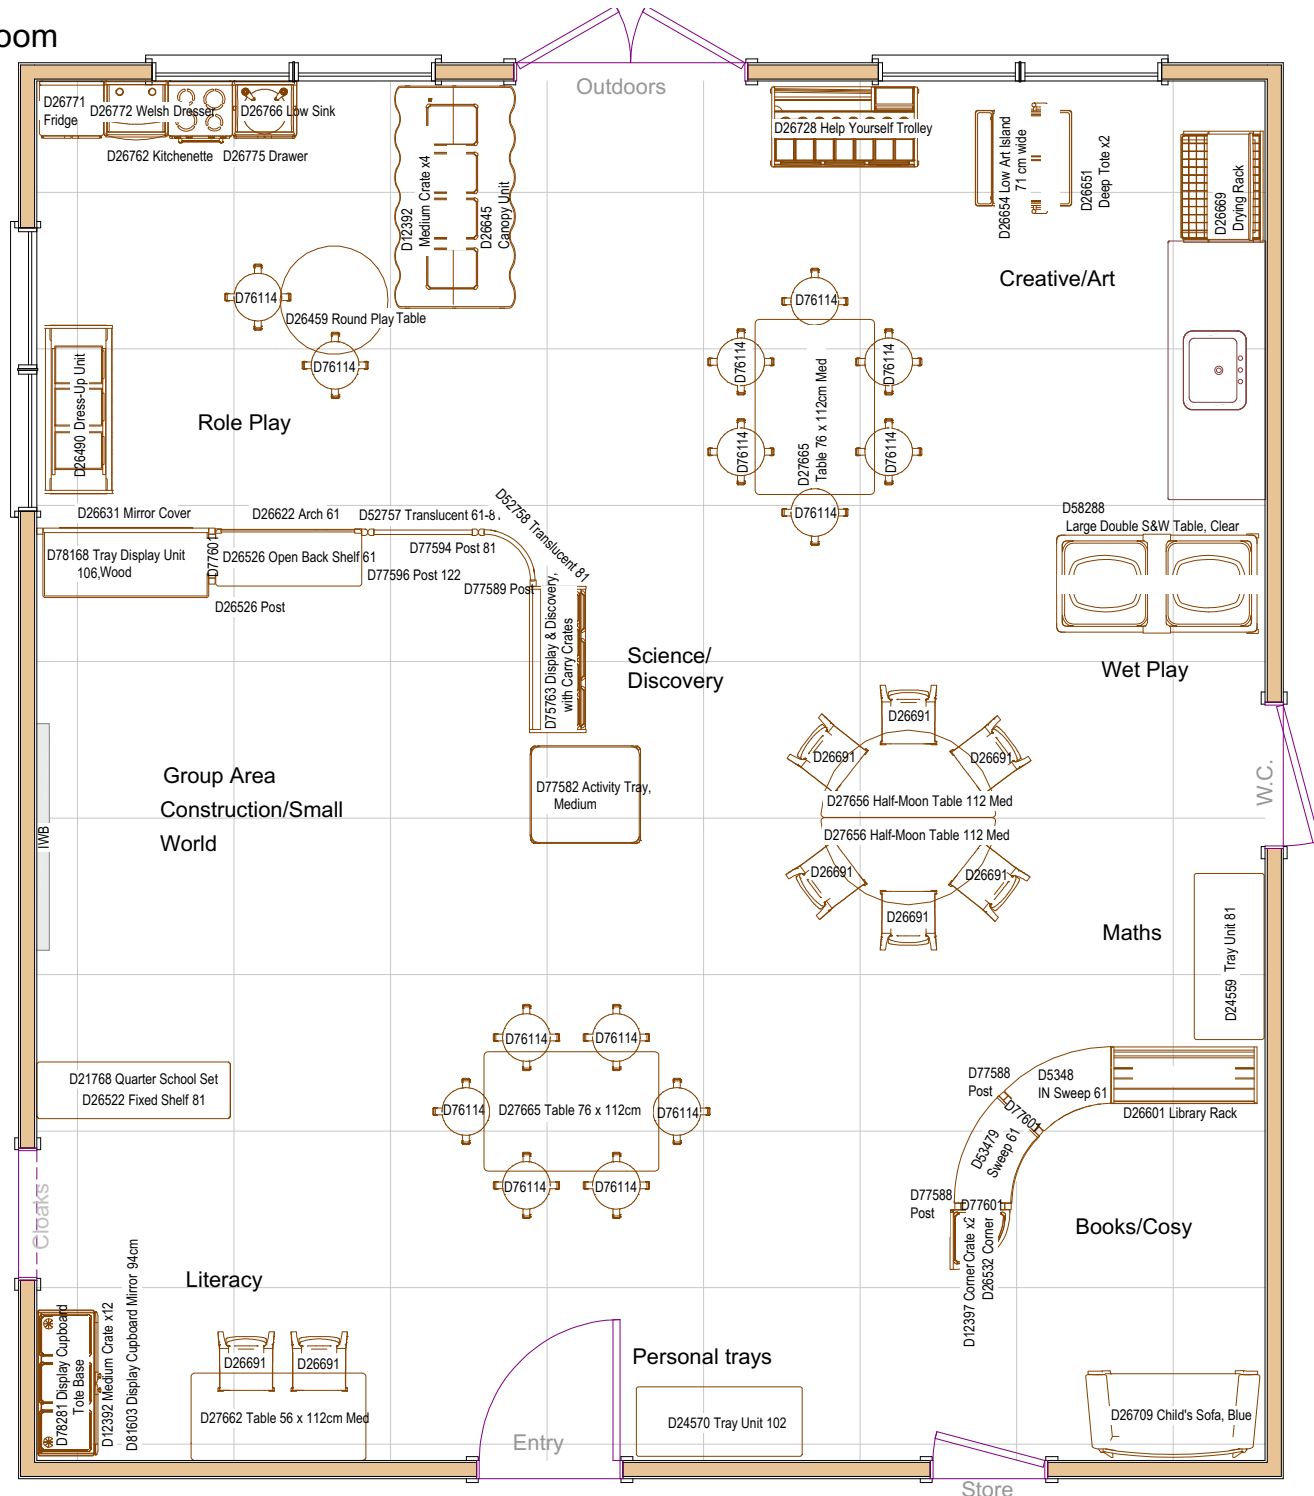 oom
Outdoors
D26771
Fridge
D26772 Welsh Dresser
D26766 Low Sink
D26762 Kitchenette
D26775 Drawer
D12392
Medium Crate x4
D26645
Canopy Unit
D26728 Help Yourself Trolley
D26654 Low Art Island
71 cm wide
D26651
Deep Tote x2
D26669
Drying Rack
Creative/Art
D76114
D26459 Round Play Table
D76114
D26490 Dress-Up Unit
Role Play
D76114
D76114
D76114
D76114
D76114
D76114
D27665
Table 76 x 112cm Med
D26631 Mirror Cover
D26622 Arch 61
D52757 Translucent 61-8
D52758 Translucent 81
D78168 Tray Display Unit
106,Wood
D77601
D26526 Open Back Shelf 61
D77594 Post 81
D77596 Post 122
D77589 Post
D26526 Post
D75763 Display & Discovery,
with Carry Crates
D58288
Large Double S&W Table, Clear
Science/
Discovery
Wet Play
D26691
D26691
D26691
Group Area
Construction/Small
World
IWB
D77582 Activity Tray,
Medium
D27656 Half-Moon Table 112 Med
D27656 Half-Moon Table 112 Med
D26691
D26691
D26691
W.C.
Maths
D24559 Tray Unit 81
D76114
D76114
D21768 Quarter School Set
D26522 Fixed Shelf 81
D76114
D27665 Table 76 x 112cm
D76114
D76114
D76114
D77588
Post
D5348
IN Sweep 61
D26601 Library Rack
D77601
D53479
Sweep 61
D77588
Post
D77601
D12397 Corner Crate x2
D26532 Corner
Books/Cosy
Cloaks
Literacy
D78281 Display Cupboard
Tote Base
D12392 Medium Crate x12
D81603 Display Cupboard Mirror 94cm
D26691
D26691
D27662 Table 56 x 112cm Med
Personal trays
D24570 Tray Unit 102
Entry
D26709 Child's Sofa, Blue
Store